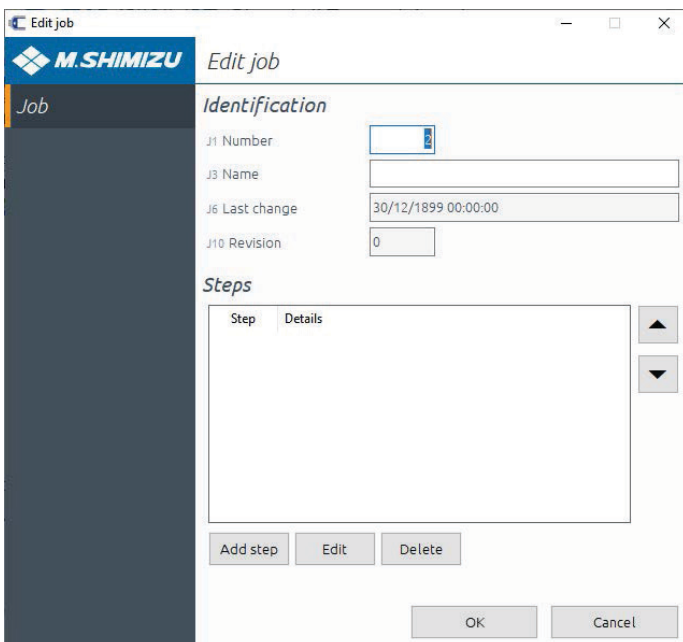 Edit job
M.SHIMIZU
Edit job
Job
Identification
J1 Number 2
J3 Name
J6 Last change 30/12/1899 00:00:00
J10 Revision 0
Steps
Step Details
Add step Edit Delete
OK Cancel